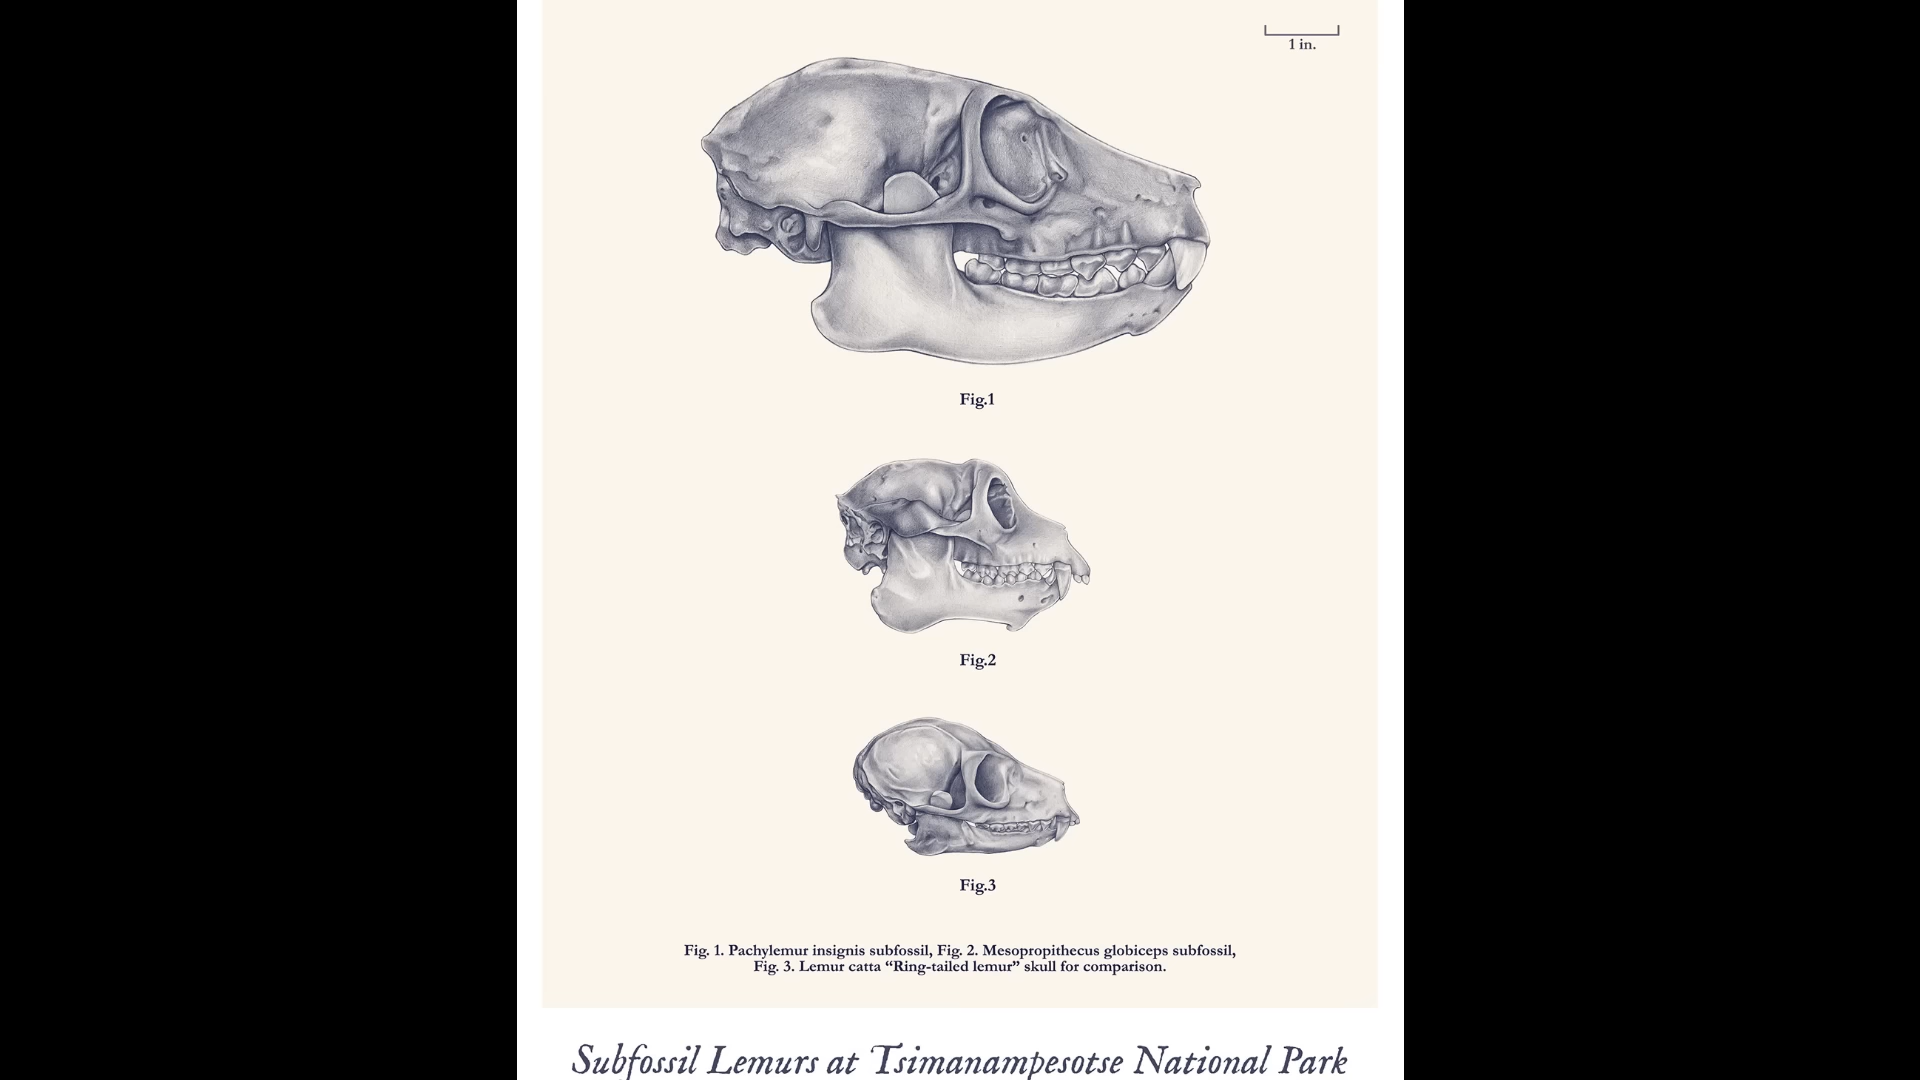 1 in.
Fig.1
Fig.2
Fig.3
Fig. 1. Pachylemur insignis subfossil, Fig. 2. Mesopropithecus globiceps subfossil,
Fig. 3. Lemur catta “Ring-tailed lemur” skull for comparison.
Subfossil Lemurs at Tsimanampesotse National Park